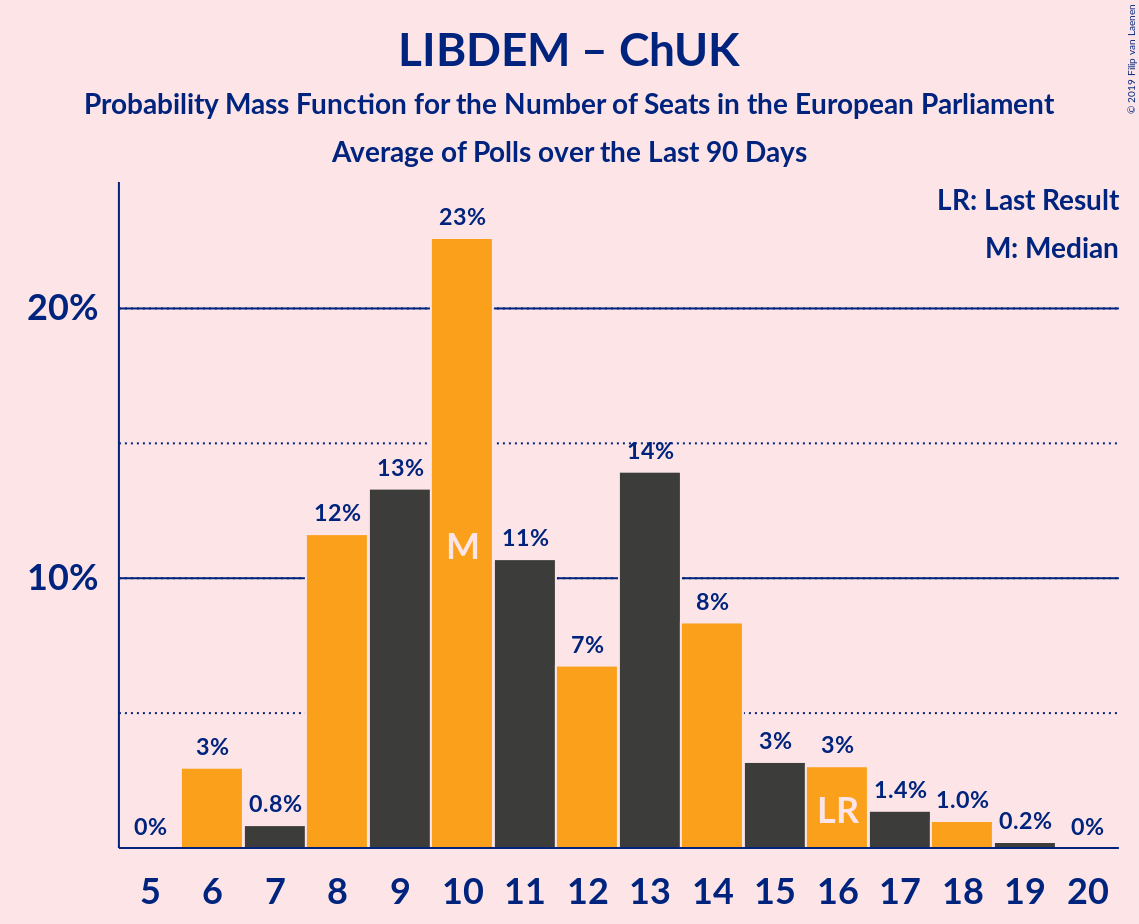 LIBDEM – ChUK
Probability Mass Function for the Number of Seats in the European Parliament
Average of Polls over the Last 90 Days
© 2019 Filip van Laenen
LR: Last Result
M: Median
20%
10%
0%
3%
0.8%
12%
13%
23%
M
11%
7%
14%
8%
3%
3%
LR
1.4%
1.0%
0.2%
0%
5 6 7 8 9 10 11 12 13 14 15 16 17 18 19 20